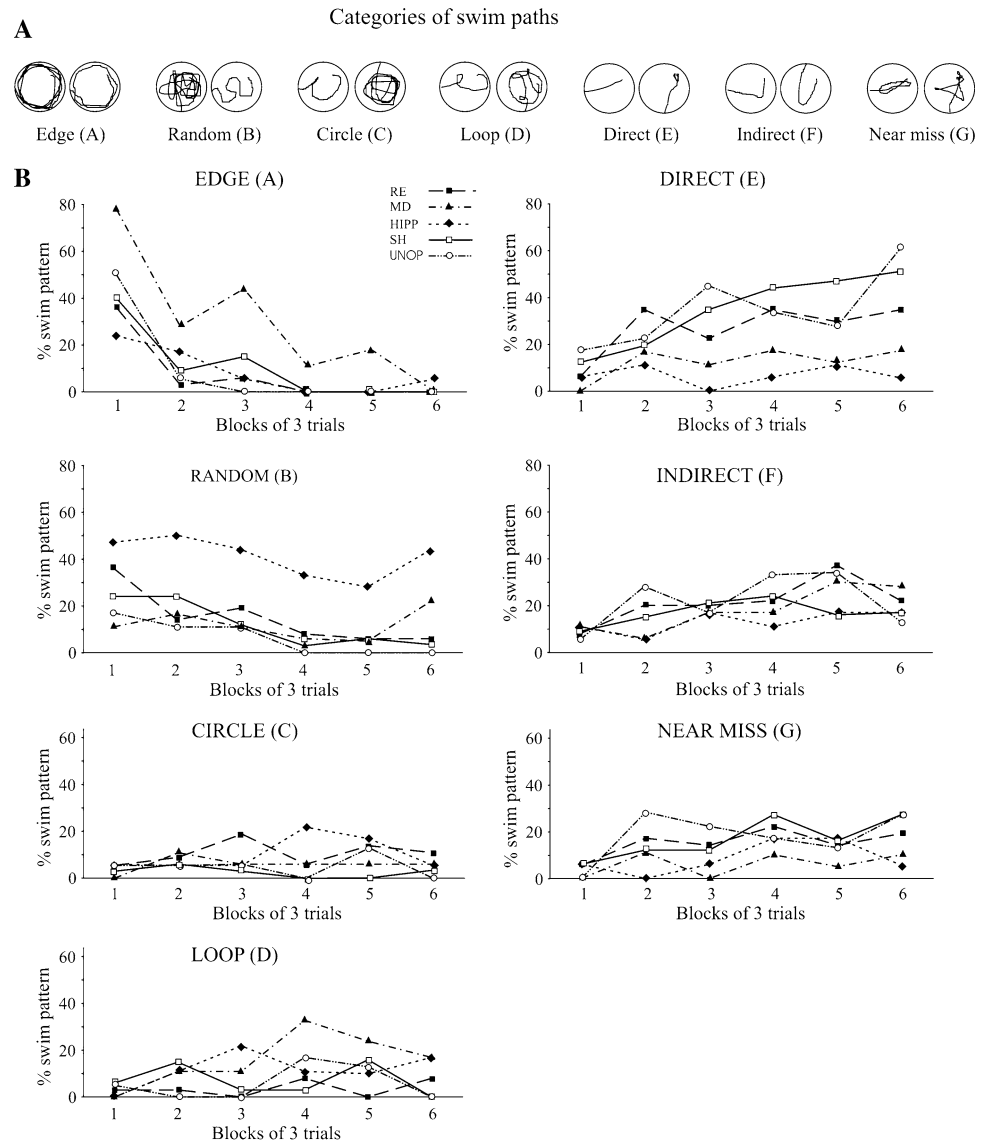 Categories of swim paths
A
Edge (A) Random (B) Circle (C) Loop (D) Direct (E) Indirect (F) Near miss (G)
B
EDGE (A)
RE
MD
HIPP
SH
UNOP
% swim pattern
80
60
40
20
0
1 2 3 4 5 6
Blocks of 3 trials
DIRECT (E)
% swim pattern
80
60
40
20
0
1 2 3 4 5 6
Blocks of 3 trials
RANDOM (B)
% swim pattern
80
60
40
20
0
1 2 3 4 5 6
Blocks of 3 trials
INDIRECT (F)
% swim pattern
80
60
40
20
0
1 2 3 4 5 6
Blocks of 3 trials
CIRCLE (C)
% swim pattern
60
40
20
0
1 2 3 4 5 6
Blocks of 3 trials
NEAR MISS (G)
% swim pattern
60
40
20
0
1 2 3 4 5 6
Blocks of 3 trials
LOOP (D)
% swim pattern
60
40
20
0
1 2 3 4 5 6
Blocks of 3 trials